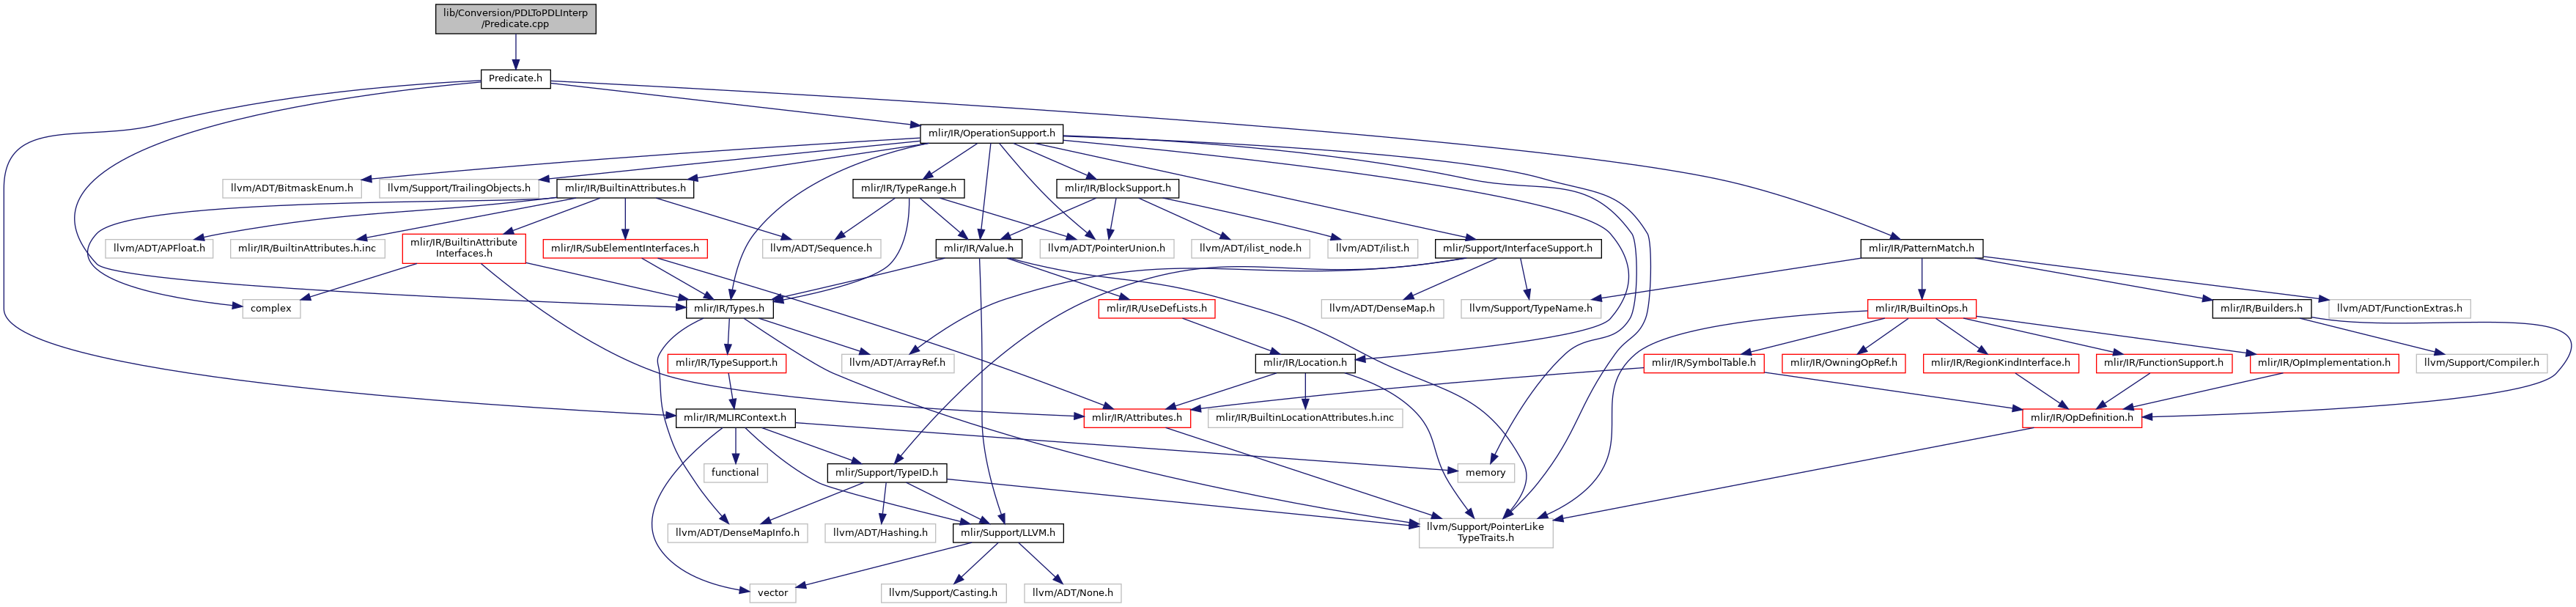 lib/Conversion/PDLToPDLInterp
/Predicate.cpp
Predicate.h
mlir/IR/OperationSupport.h
llvm/ADT/BitmaskEnum.h
llvm/Support/TrailingObjects.h
mlir/IR/BuiltinAttributes.h
mlir/IR/TypeRange.h
mlir/IR/BlockSupport.h
llvm/ADT/APFloat.h
mlir/IR/BuiltinAttributes.h.inc
mlir/IR/BuiltinAttribute
Interfaces.h
mlir/IR/SubElementInterfaces.h
llvm/ADT/Sequence.h
mlir/IR/Value.h
llvm/ADT/PointerUnion.h
llvm/ADT/ilist_node.h
llvm/ADT/ilist.h
mlir/Support/InterfaceSupport.h
mlir/IR/PatternMatch.h
complex
mlir/IR/Types.h
mlir/IR/UseDefLists.h
llvm/ADT/DenseMap.h
llvm/Support/TypeName.h
mlir/IR/BuiltinOps.h
mlir/IR/Builders.h
llvm/ADT/FunctionExtras.h
mlir/IR/TypeSupport.h
llvm/ADT/ArrayRef.h
mlir/IR/Location.h
mlir/IR/SymbolTable.h
mlir/IR/OwningOpRef.h
mlir/IR/RegionKindInterface.h
mlir/IR/FunctionSupport.h
mlir/IR/OpImplementation.h
llvm/Support/Compiler.h
mlir/IR/MLIRContext.h
mlir/IR/Attributes.h
mlir/IR/BuiltinLocationAttributes.h.inc
mlir/IR/OpDefinition.h
functional
mlir/Support/TypeID.h
memory
llvm/ADT/DenseMapInfo.h
llvm/ADT/Hashing.h
mlir/Support/LLVM.h
llvm/Support/PointerLike
TypeTraits.h
vector
llvm/Support/Casting.h
llvm/ADT/None.h